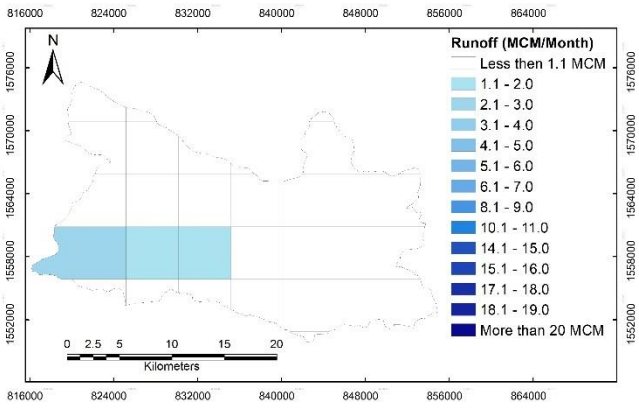 816000 824000 832000 840000 848000 856000 864000
N
1576000
1570000
1564000
1558000
1552000
Runoff (MCM/Month)
Less then 1.1 MCM
1.1 - 2.0
2.1 - 3.0
3.1 - 4.0
4.1 - 5.0
5.1 - 6.0
6.1 - 7.0
8.1 - 9.0
10.1 - 11.0
14.1 - 15.0
15.1 - 16.0
17.1 - 18.0
18.1 - 19.0
More than 20 MCM
1576000
1570000
1564000
1558000
1552000
0 2.5 5 10 15 20
Kilometers
816000 824000 832000 840000 848000 856000 864000